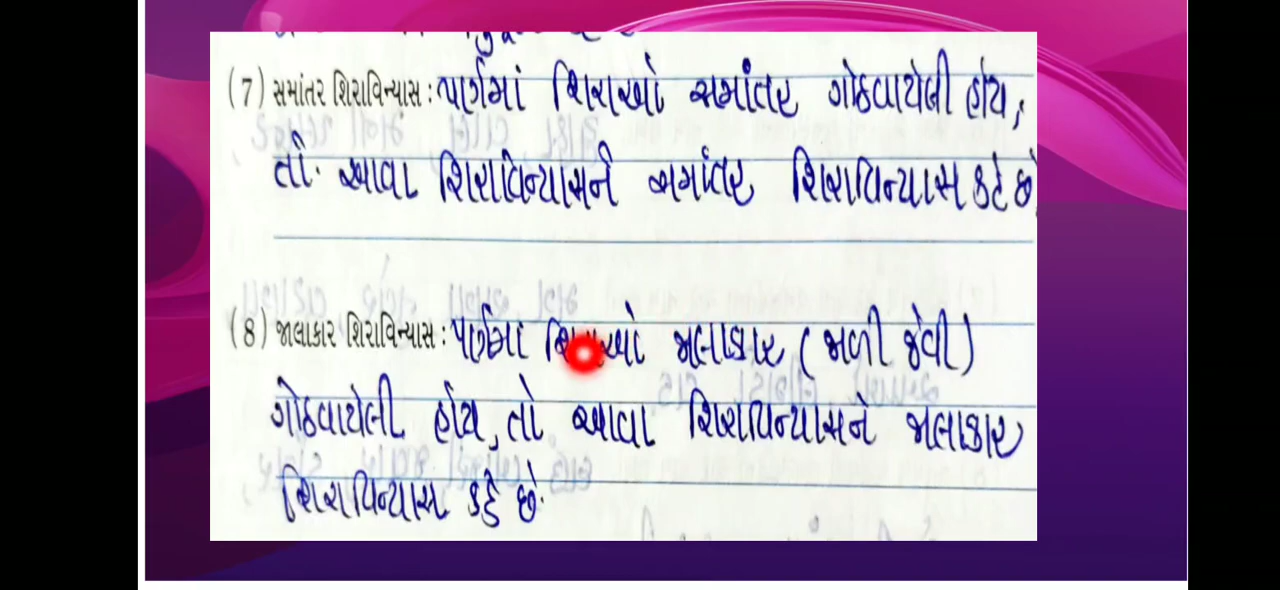 (7) સમાંતર શિરાવિન્યાસ : પર્ણમાં શિરાઓ સમાંતર ગોઠવાયેલી હોય,
તો. આવા શિરાવિન્યાસને સમાંતર શિરાવિન્યાસ કહે છે
(8) જાલાકાર શિરાવિન્યાસ : પર્ણમાં શિરાઓ જાલાકાર ( જાળી જેવી )
ગોઠવાયેલી હોય, તો આવા શિરાવિન્યાસને જાલાકાર
શિરાવિન્યાસ કહે છે.